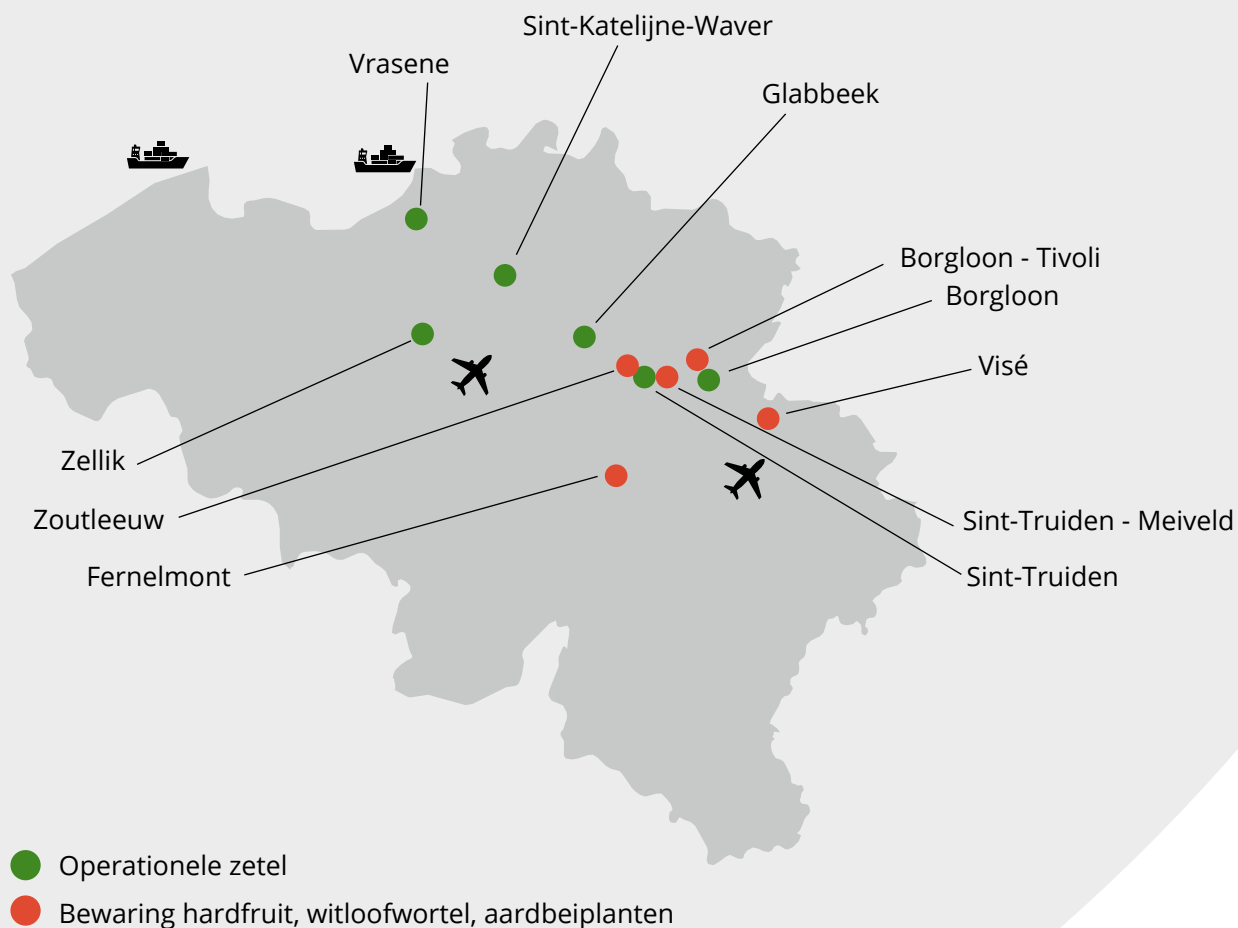 Sint-Katelijne-Waver
Vrasene
Glabbeek
Borgloon - Tivoli
Borgloon
Visé
Zellik
Zoutleeuw
Sint-Truiden - Meiveld
Fernelmont
Sint-Truiden
Operationele zetel
Bewaring hardfruit, witloofwortel, aardbeiplanten